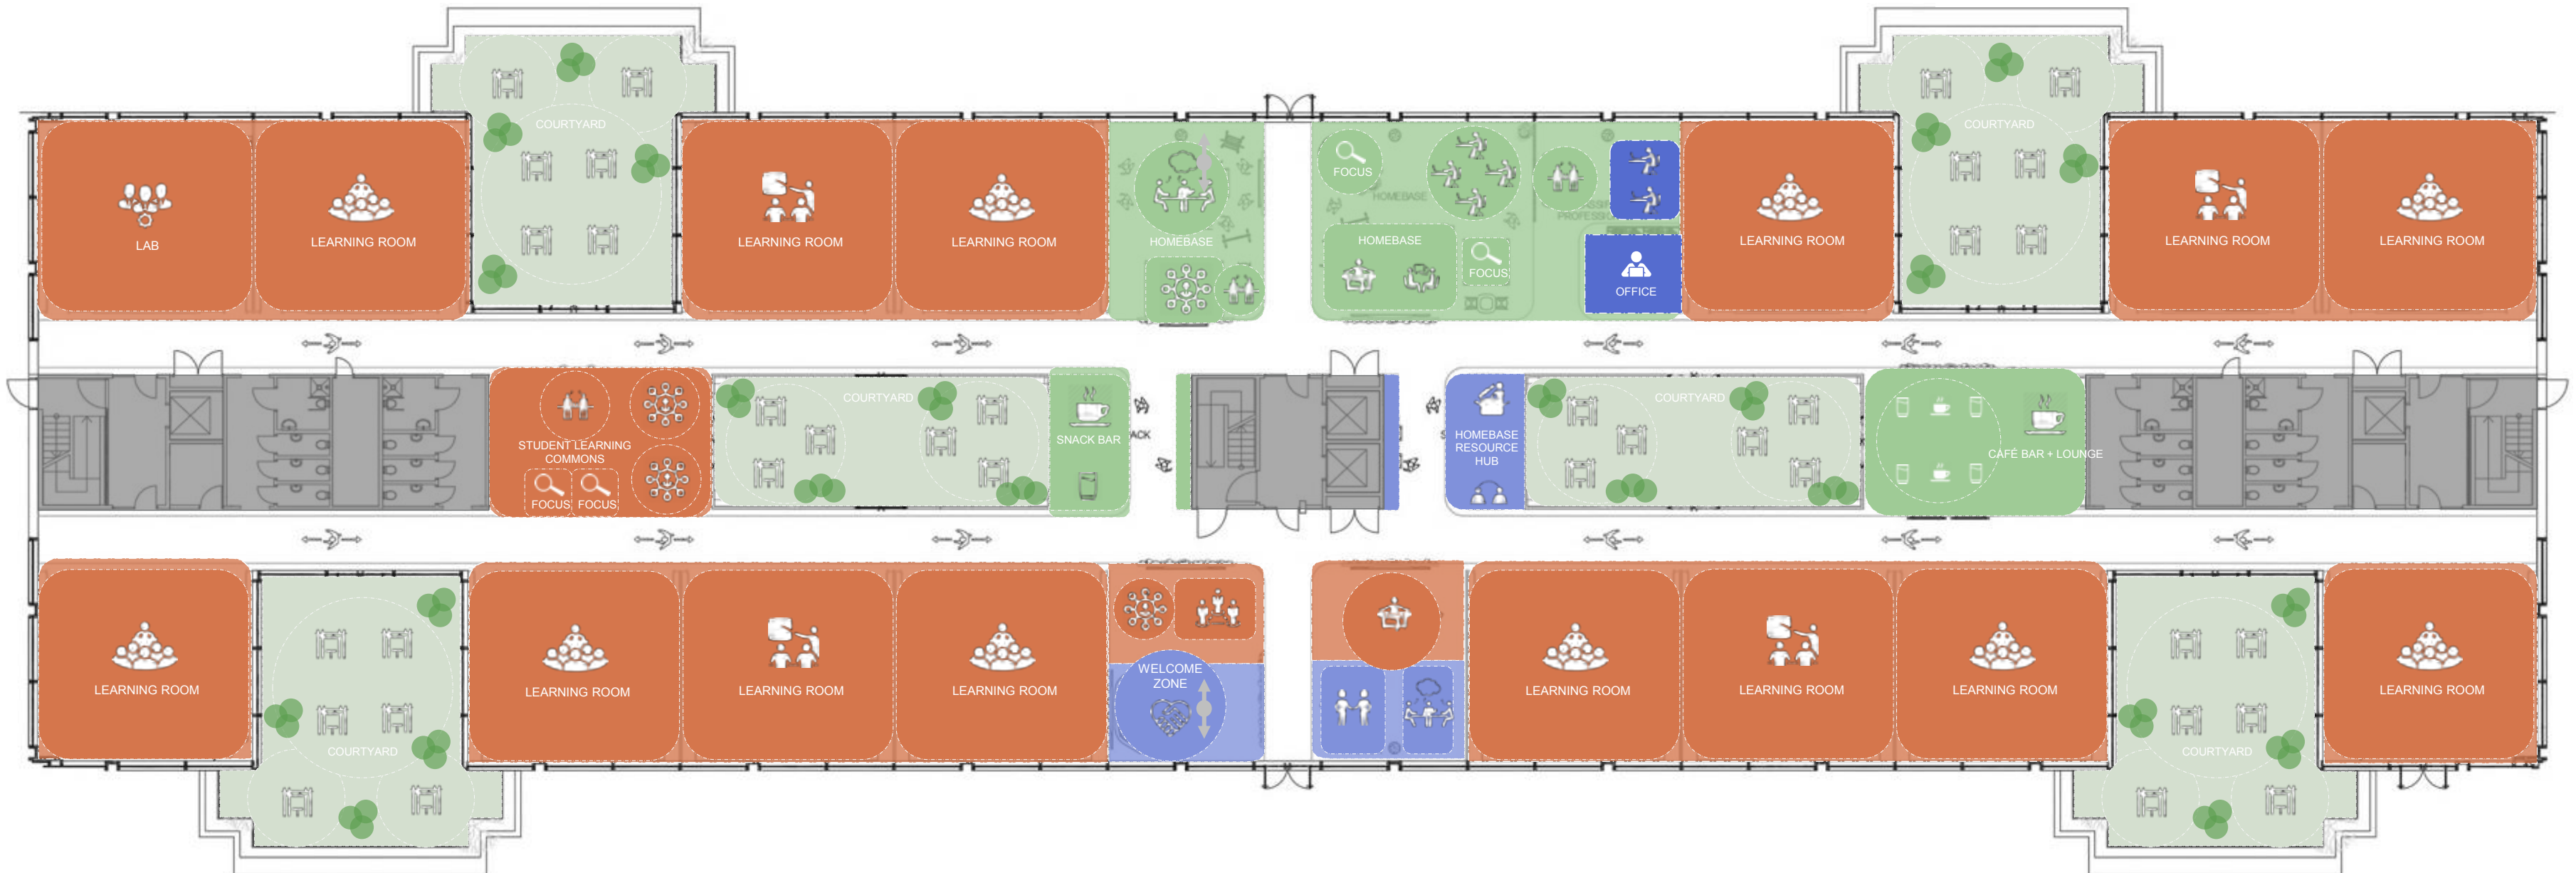 COURTYARD
COURTYARD
LAB
LEARNING ROOM
LEARNING ROOM
LEARNING ROOM
HOMEBASE
FOCUS
HOMEBASE
HOMEBASE
FOCUS
OFFICE
LEARNING ROOM
LEARNING ROOM
LEARNING ROOM
STUDENT LEARNING
COMMONS
FOCUS
FOCUS
COURTYARD
SNACK BAR
ACK
HOMEBASE
RESOURCE
HUB
COURTYARD
CAFÉ BAR + LOUNGE
LEARNING ROOM
COURTYARD
LEARNING ROOM
LEARNING ROOM
LEARNING ROOM
WELCOME
ZONE
LEARNING ROOM
LEARNING ROOM
LEARNING ROOM
COURTYARD
LEARNING ROOM